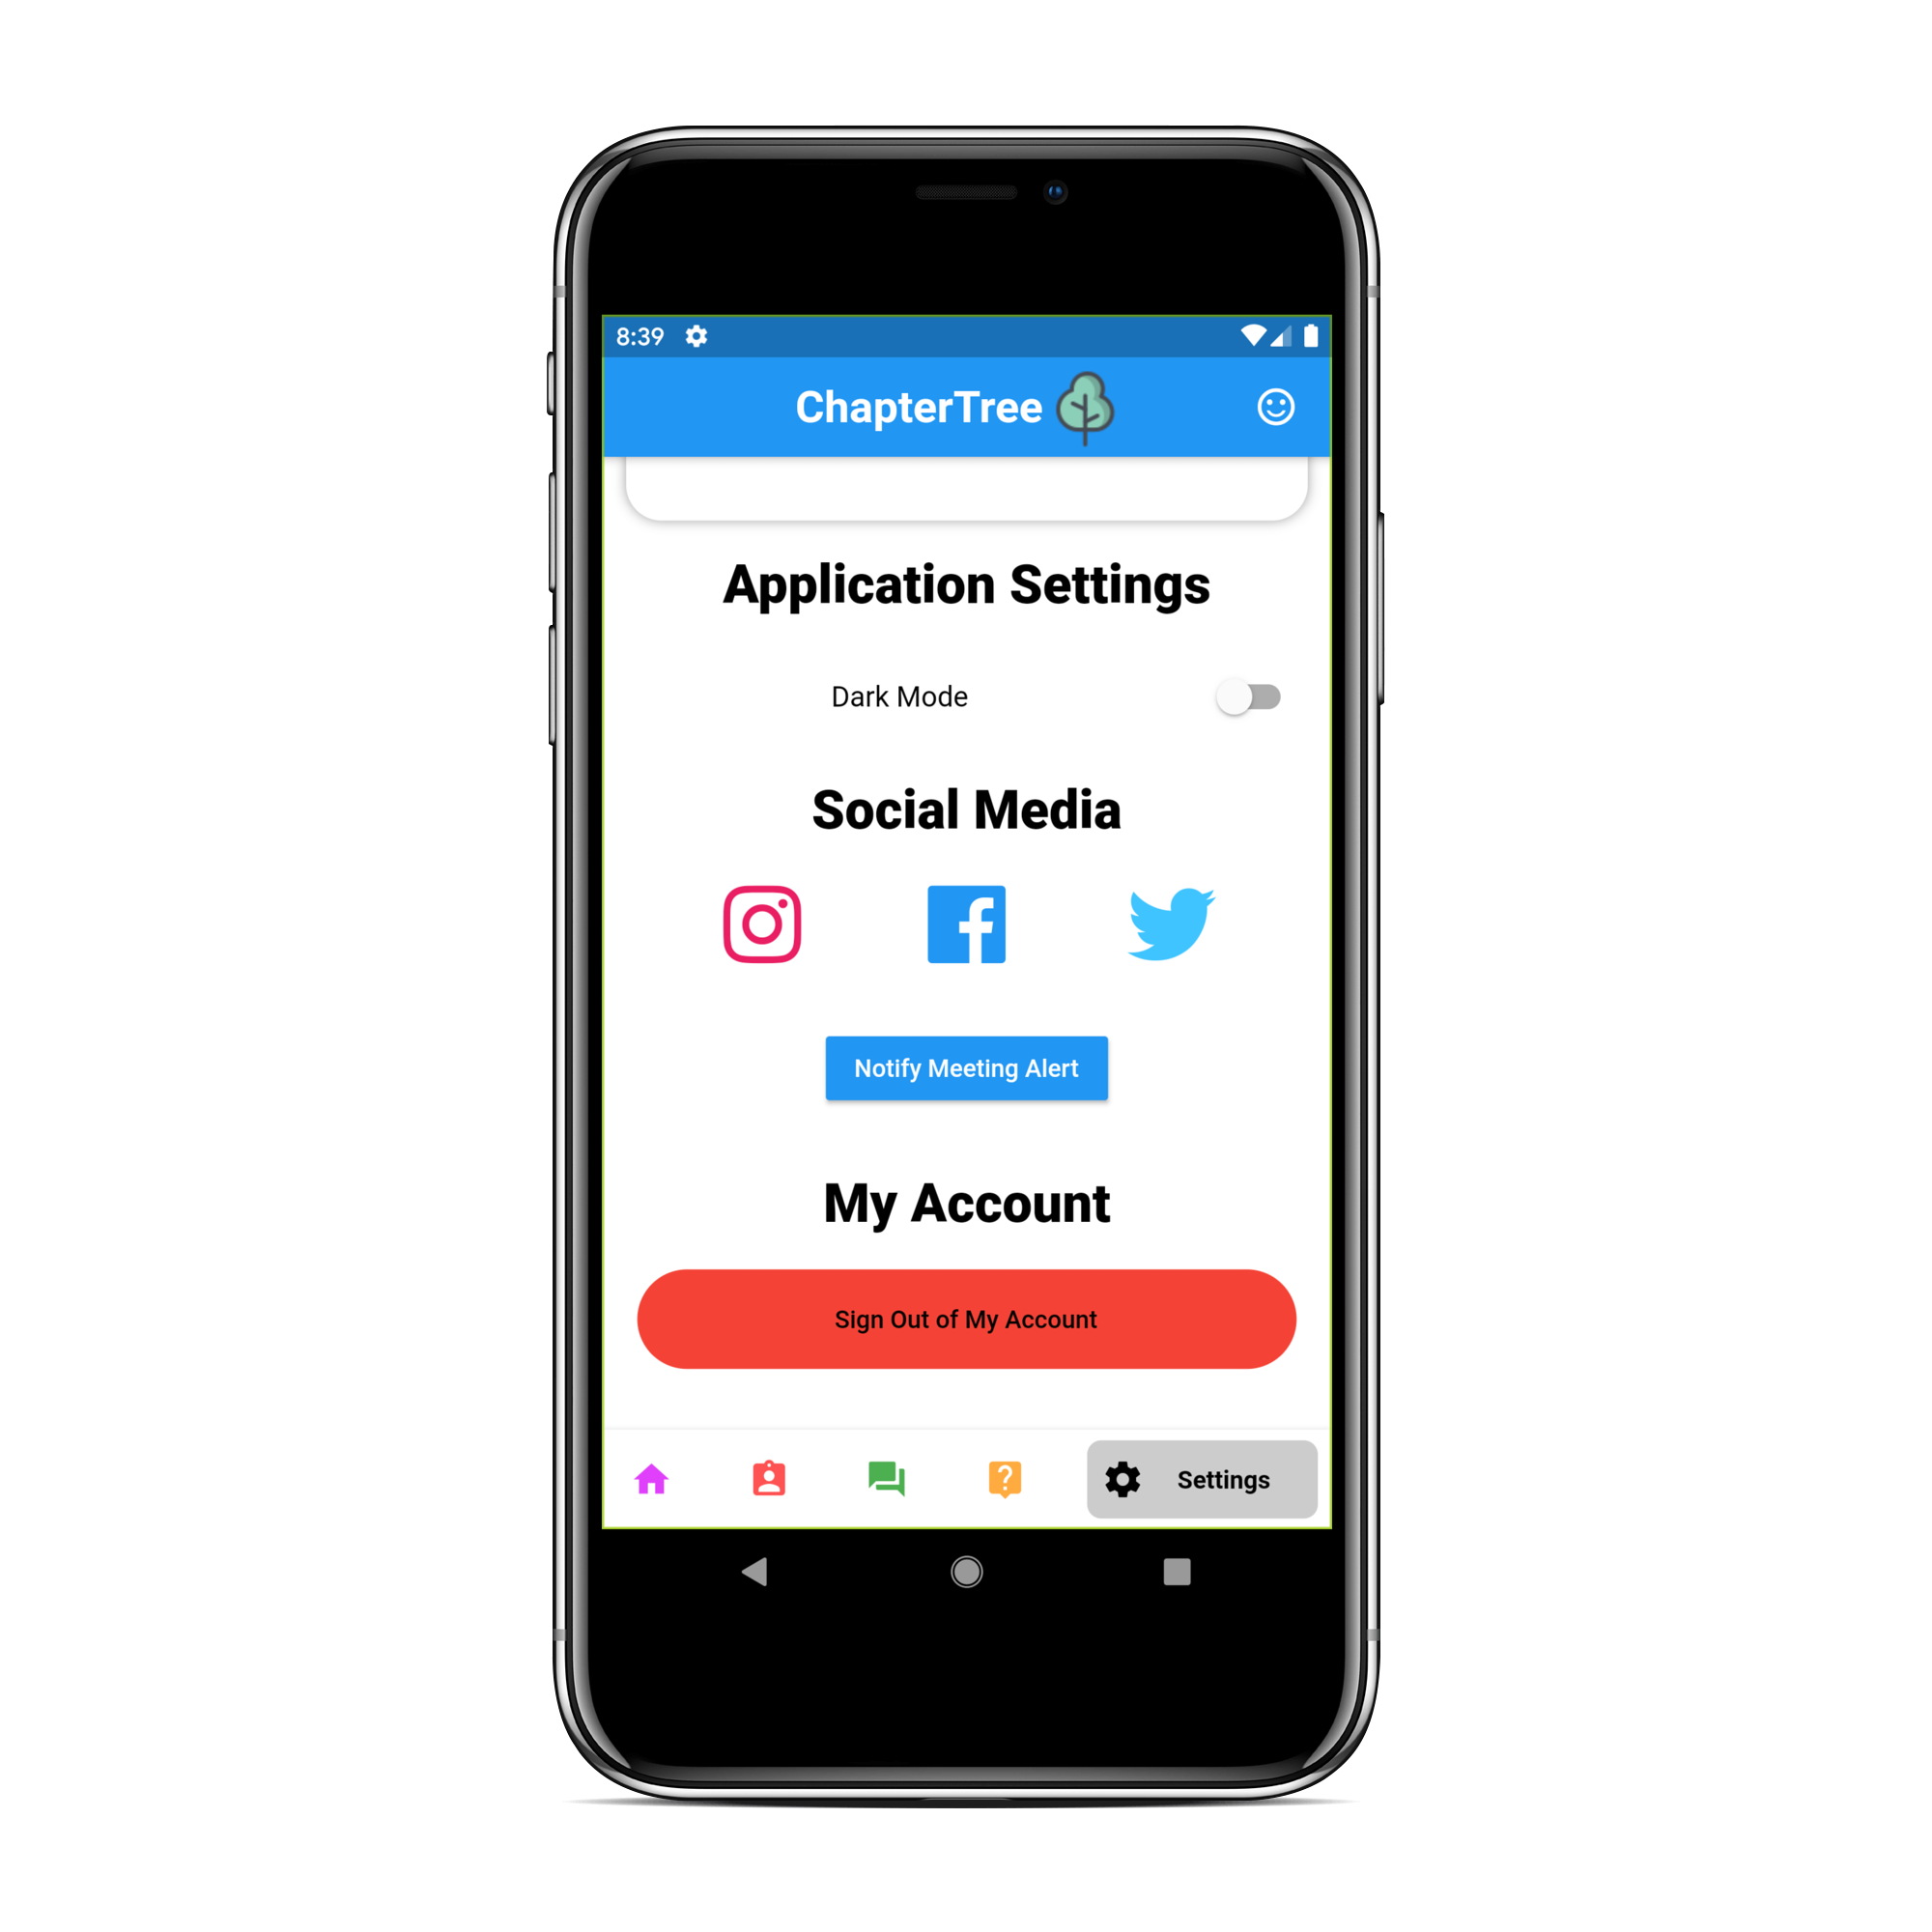 8:39
ChapterTree
Application Settings
Dark Mode
Social Media
Notify Meeting Alert
My Account
Sign Out of My Account
Settings